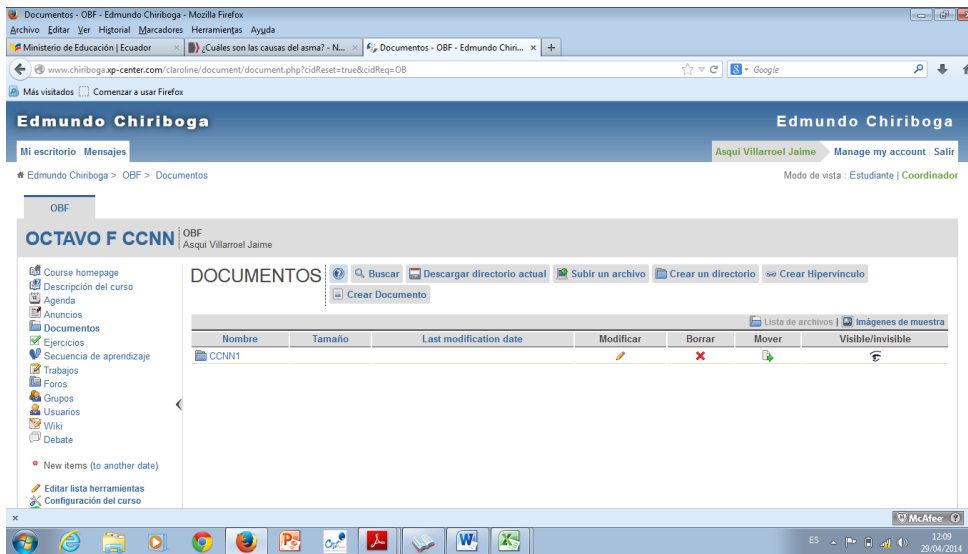 Documentos - OBF - Edmundo Chiriboga - Mozilla Firefox
Archivo Editar Ver Historial Marcadores Herramientas Ayuda
Ministerio de Educación | Ecuador × ¿Cuáles son las causas del asma? - N... × Documentos - OBF - Edmundo Chiri... × +
www.chiriboga.xp-center.com/claroline/document/document.php?cidReset=true&cidReq=OB
Google
Más visitados Comenzar a usar Firefox
Edmundo Chiriboga Edmundo Chiriboga
Mi escritorio Mensajes Asqui Villarroel Jaime Manage my account Salir
Edmundo Chiriboga > OBF > Documentos Modo de vista : Estudiante | Coordinador
OBF
OCTAVO F CCNN
OBF
Asqui Villarroel Jaime
Course homepage
Descripción del curso
Agenda
Anuncios
Documentos
Ejercicios
Secuencia de aprendizaje
Trabajos
Foros
Grupos
Usuarios
Wiki
Debate
New items (to another date)
Editar lista herramientas
Configuración del curso
DOCUMENTOS
Buscar Descargar directorio actual Subir un archivo Crear un directorio Crear Hipervínculo
Crear Documento
Lista de archivos | Imágenes de muestra
Nombre Tamaño Last modification date Modificar Borrar Mover Visible/invisible
CCNN1
× McAfee
ES 12:09
29/04/2014